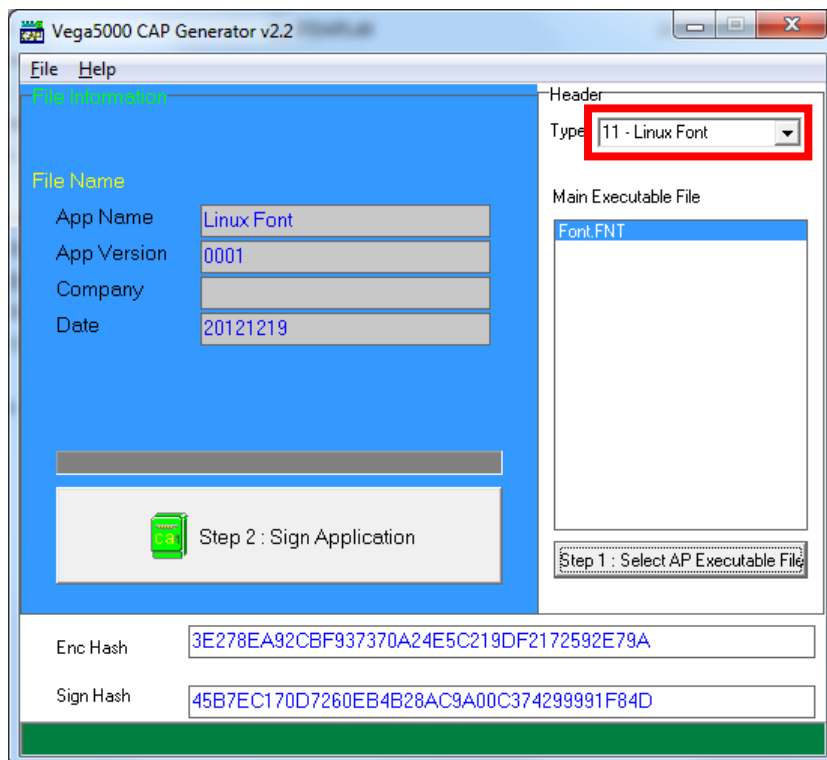 Vega5000 CAP Generator v2.2
File Help
File Information
File Name
App Name Linux Font
App Version 0001
Company
Date 20121219
Step 2 : Sign Application
Header
Type 11 - Linux Font
Main Executable File
Font.FNT
Step 1 : Select AP Executable File
Enc Hash 3E278EA92CBF937370A24E5C219DF2172592E79A
Sign Hash 45B7EC170D7260EB4B28AC9A00C374299991F84D